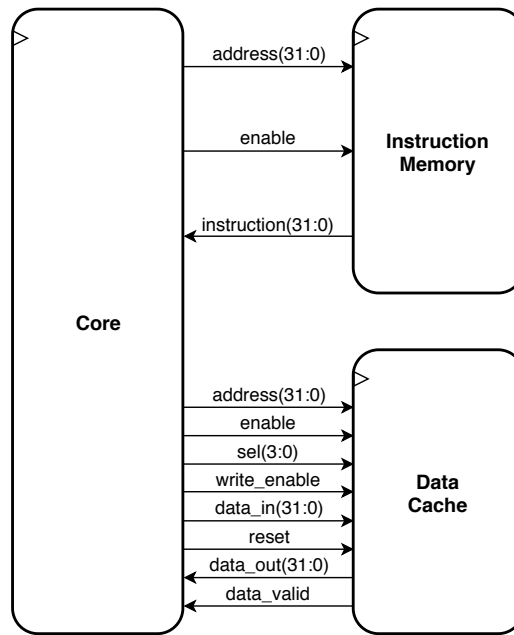 address(31:0)
enable
Instruction
Memory
instruction(31:0)
Core
address(31:0)
enable
sel(3:0)
write_enable
data_in(31:0)
reset
data_out(31:0)
data_valid
Data
Cache